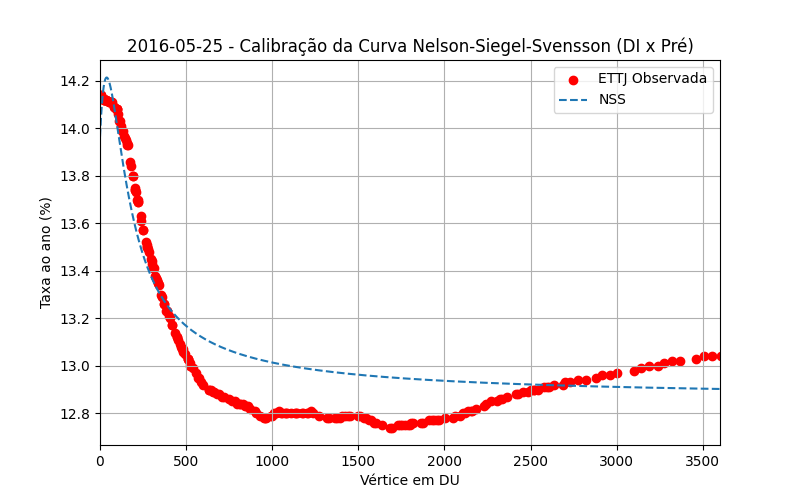 2016-05-25 - Calibração da Curva Nelson-Siegel-Svensson (DI x Pré)
ETTJ Observada
NSS
Taxa ao ano (%)
14.2
14.0
13.8
13.6
13.4
13.2
13.0
12.8
0 500 1000 1500 2000 2500 3000 3500
Vértice em DU